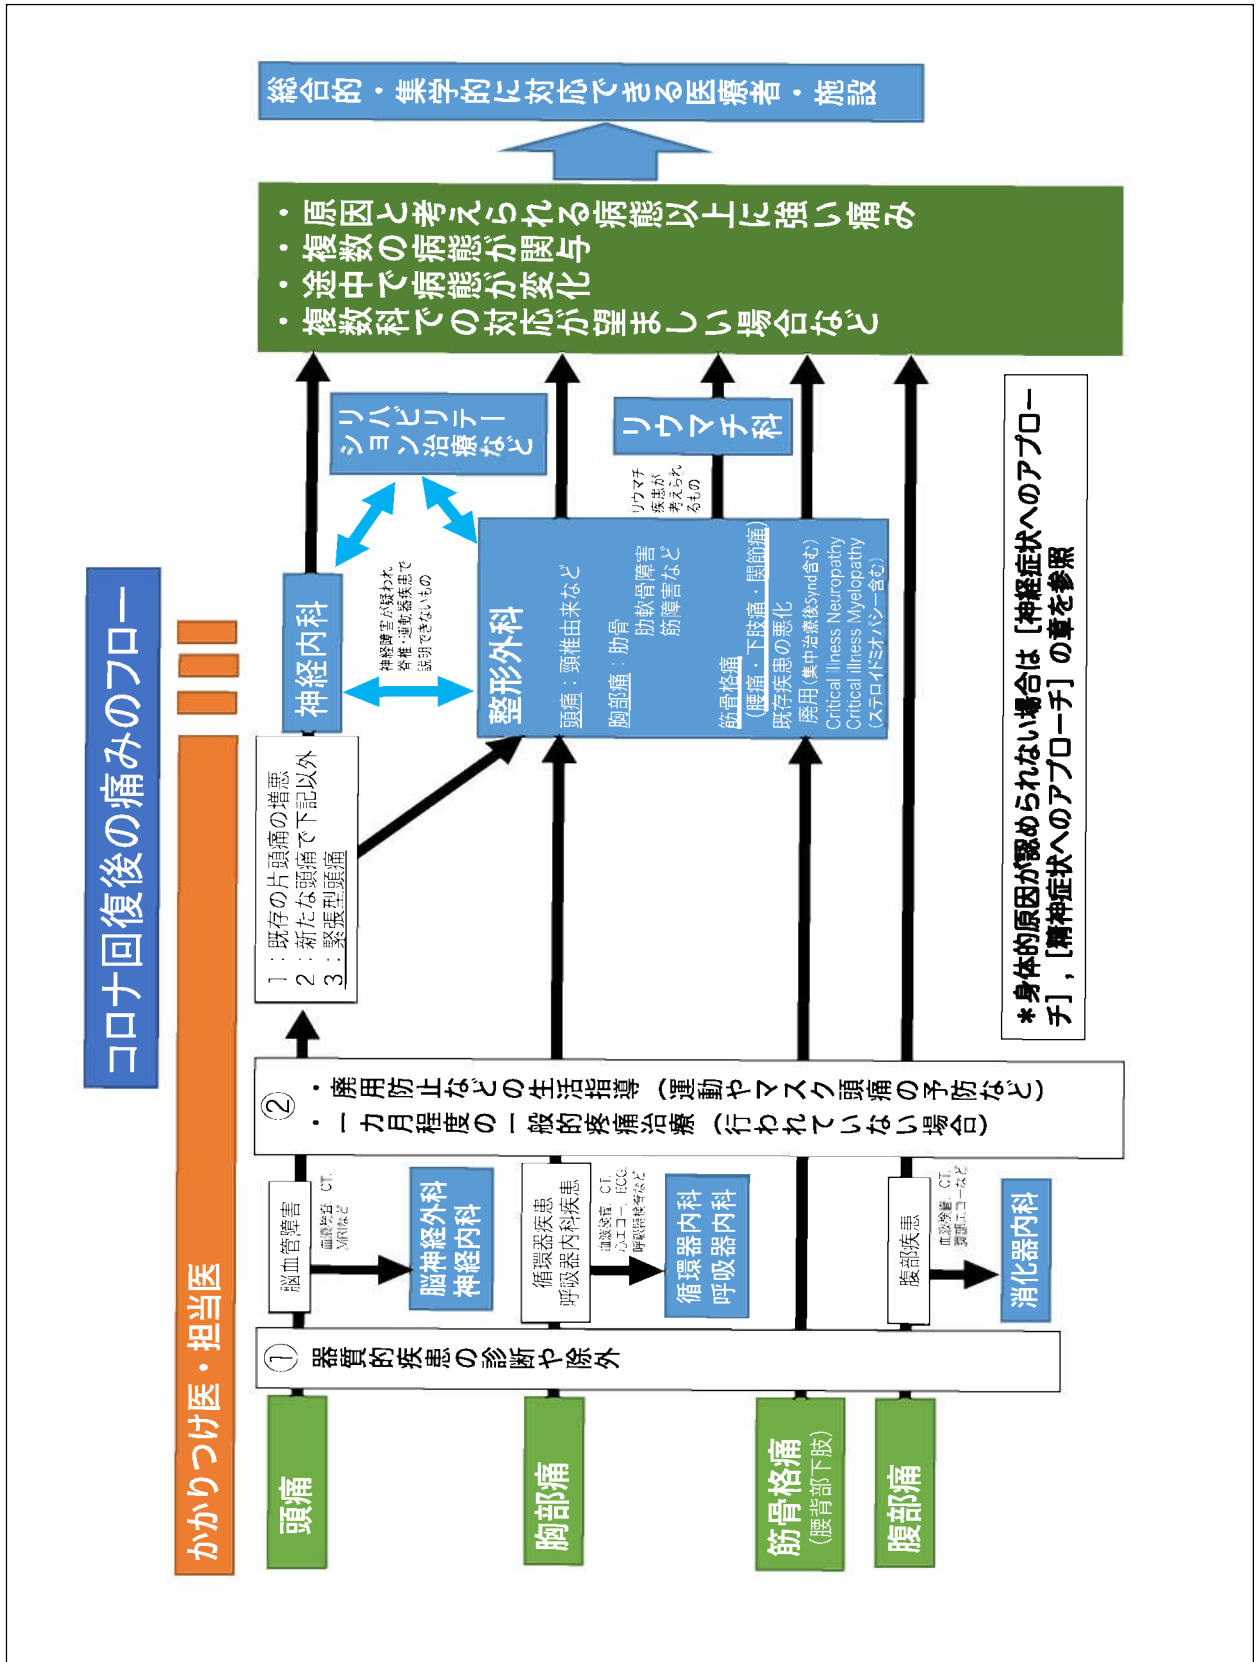 コロナ回復後の痛みのフロー
かかりつけ医・担当医
頭痛
胸部痛
筋骨格痛
(腰背部下肢)
腹部痛
① 器質的疾患の診断や除外
脳血管障害
血液検査、CT、
MRIなど
脳神経外科
神経内科
循環器疾患
呼吸器内科疾患
血液検査、CT、
心エコー、ECG、
呼吸器検査など
循環器内科
呼吸器内科
腹部疾患
血液検査、CT、
腹部エコーなど
消化器内科
② ・廃用防止などの生活指導（運動やマスク頭痛の予防など）
・一カ月程度の一般的疼痛治療（行われていない場合）
1：既存の片頭痛の増悪
2：新たな頭痛で下記以外
3：緊張型頭痛
神経内科
神経障害が疑われ
脊椎・運動器疾患で
説明できないもの
リハビリテー
ション治療など
整形外科
頭痛：頸椎由来など
胸部痛：肋骨
肋軟骨障害
筋障害など
筋骨格痛
(腰痛・下肢痛・関節痛)
既存疾患の悪化
廃用(集中治療後Synd含む)
Critical illness Neuropathy
Critical illness Myelopathy
(ステロイドミオパシー含む)
リウマチ
疾患が
考えられ
るもの
リウマチ科
・原因と考えられる病態以上に強い痛み
・複数の病態が関与
・途中で病態が変化
・複数科での対応が望ましい場合など
総合的・集学的に対応できる医療者・施設
＊身体的原因が認められない場合は［神経症状へのアプロー
チ］，［精神症状へのアプローチ］の章を参照